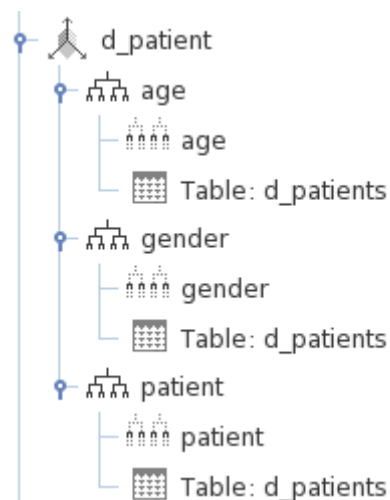 d_patient
age
age
Table: d_patients
gender
gender
Table: d_patients
patient
patient
Table: d_patients